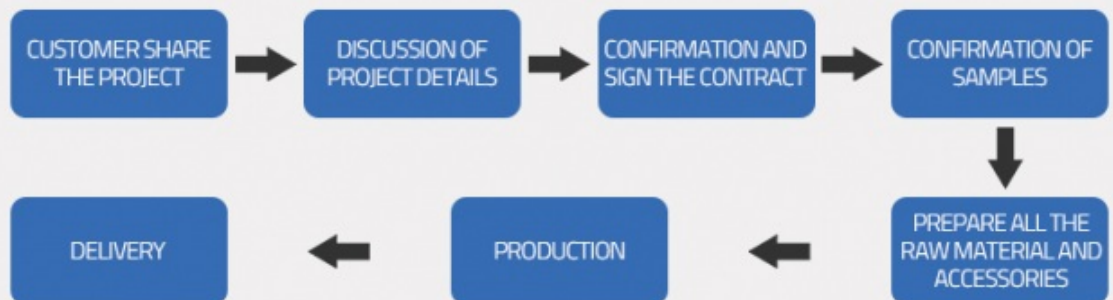 CUSTOMER SHARE
THE PROJECT
DISCUSSION OF
PROJECT DETAILS
CONFIRMATION AND
SIGN THE CONTRACT
CONFIRMATION OF
SAMPLES
PREPARE ALL THE
RAW MATERIAL AND
ACCESSORIES
PRODUCTION
DELIVERY